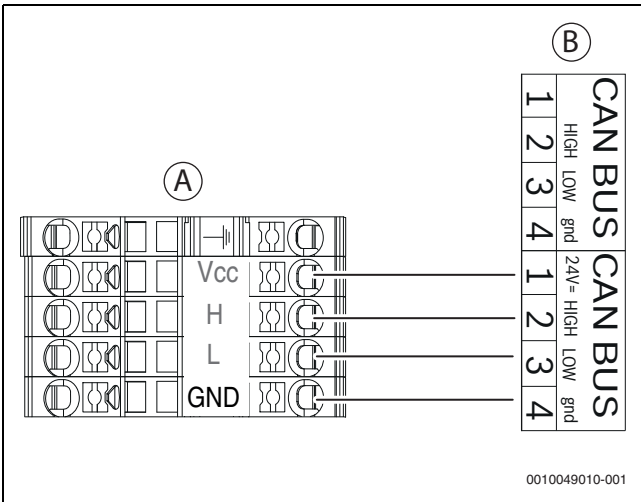 B
A
CAN BUS
1
2 HIGH
3 LOW
4 gnd
CAN BUS
1 24V=
2 HIGH
3 LOW
4 gnd
Vcc
H
L
GND
0010049010-001